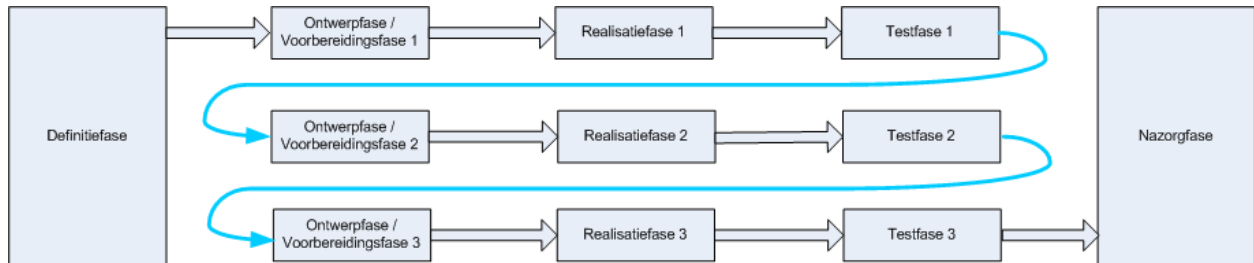 Definitiefase
Ontwerpfase /
Voorbereidingsfase 1
Realisatiefase 1
Testfase 1
Ontwerpfase /
Voorbereidingsfase 2
Realisatiefase 2
Testfase 2
Ontwerpfase /
Voorbereidingsfase 3
Realisatiefase 3
Testfase 3
Nazorgfase